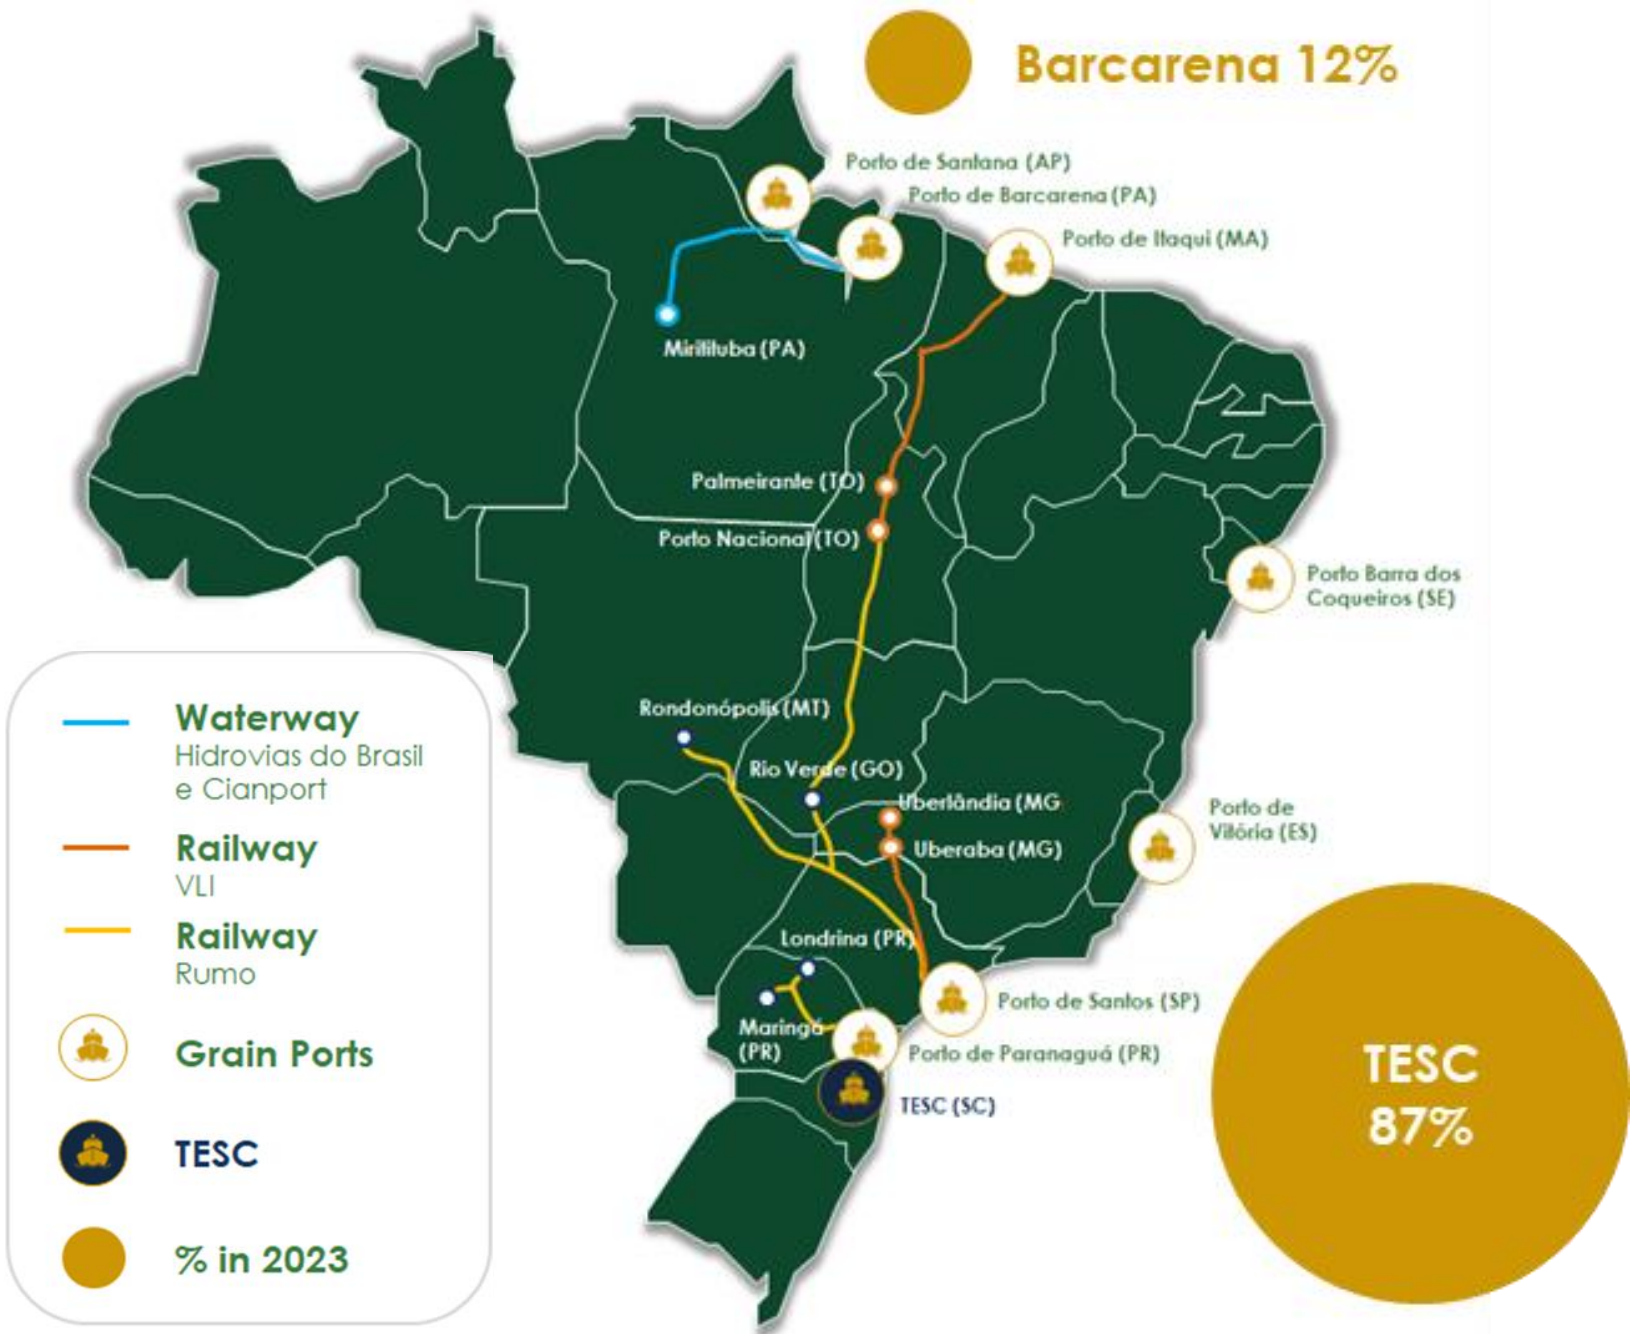 Barcarena 12%
Porto de Santana (AP)
Porto de Barcarena (PA)
Porto de Itaqui (MA)
Miritituba (PA)
Palmeirante (TO)
Porto Nacional (TO)
Porto Barra dos
Coqueiros (SE)
Rondonópolis (MT)
Rio Verde (GO)
Uberlândia (MG
Uberaba (MG)
Porto de
Vitória (ES)
Londrina (PR)
Maringá
(PR)
Porto de Santos (SP)
Porto de Paranaguá (PR)
TESC (SC)
TESC
87%
Waterway
Hidrovias do Brasil
e Cianport
Railway
VLI
Railway
Rumo
Grain Ports
TESC
% in 2023